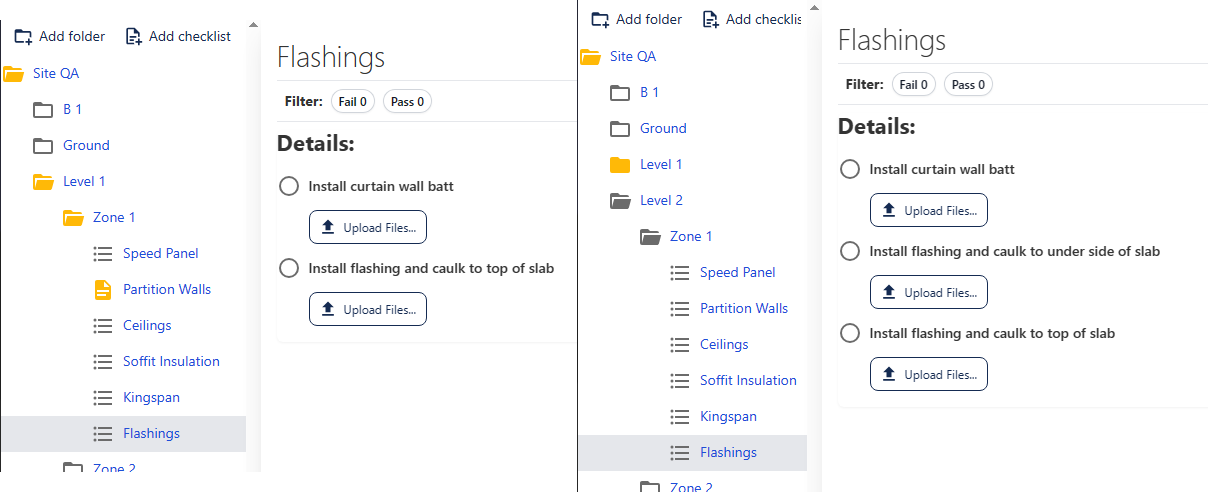 Add folder Add checklist
Site QA
B 1
Ground
Level 1
Zone 1
Speed Panel
Partition Walls
Ceilings
Soffit Insulation
Kingspan
Flashings
Zone 2
Flashings
Filter: Fail 0 Pass 0
Details:
Install curtain wall batt
Upload Files...
Install flashing and caulk to top of slab
Upload Files...
Add folder Add checklis
Site QA
B 1
Ground
Level 1
Level 2
Zone 1
Speed Panel
Partition Walls
Ceilings
Soffit Insulation
Kingspan
Flashings
Zone 2
Flashings
Filter: Fail 0 Pass 0
Details:
Install curtain wall batt
Upload Files...
Install flashing and caulk to under side of slab
Upload Files...
Install flashing and caulk to top of slab
Upload Files...